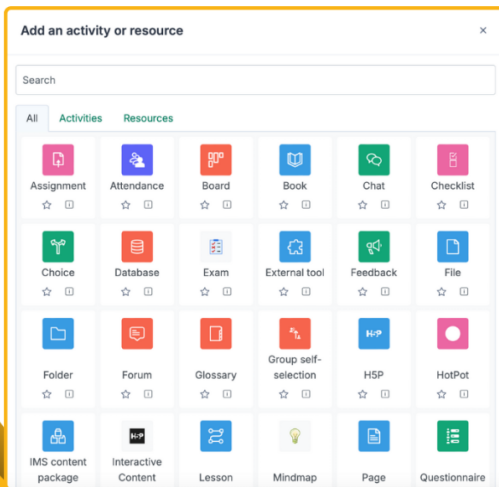 Add an activity or resource ×
Search
All Activities Resources
Assignment Attendance Board Book Chat Checklist
Choice Database Exam External tool Feedback File
Group self-
Folder Forum Glossary selection H5P HotPot
IMS content Interactive
package Content Lesson Mindmap Page Questionnaire